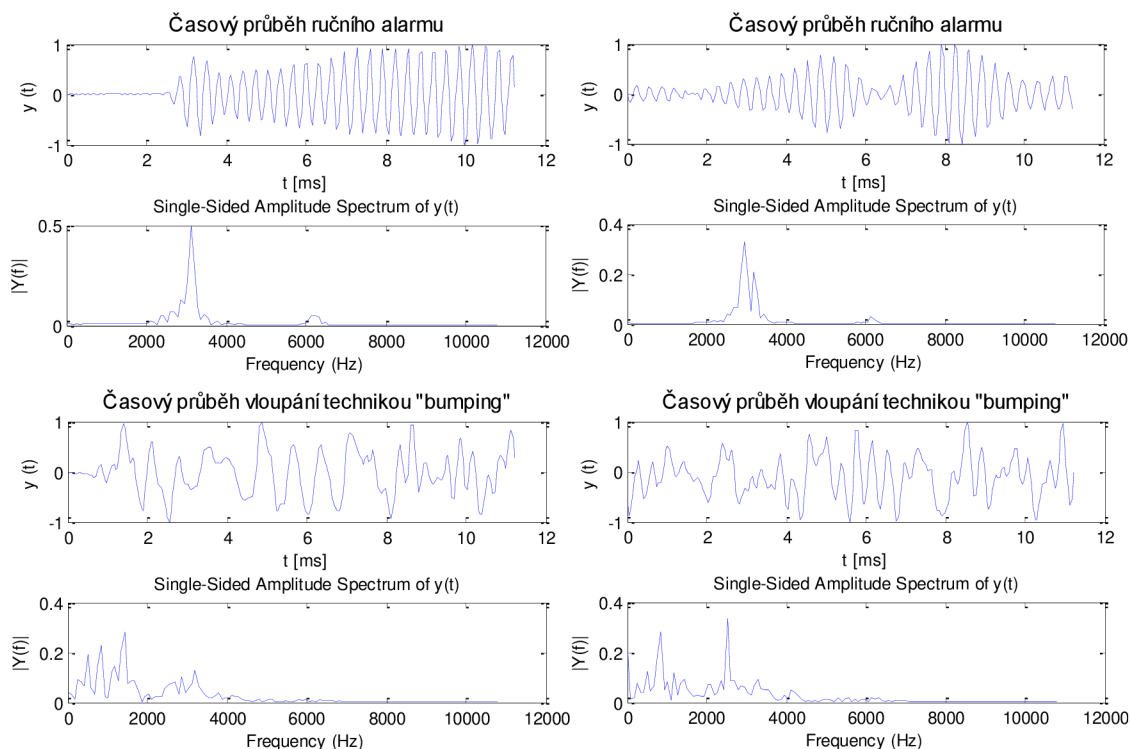 Časový průběh ručního alarmu
y (t)
1
0
-1
0 2 4 6 8 10 12
t [ms]
Single-Sided Amplitude Spectrum of y(t)
|Y(f)|
0.5
0
0 2000 4000 6000 8000 10000 12000
Frequency (Hz)
Časový průběh ručního alarmu
y (t)
1
0
-1
0 2 4 6 8 10 12
t [ms]
Single-Sided Amplitude Spectrum of y(t)
|Y(f)|
0.4
0.2
0
0 2000 4000 6000 8000 10000 12000
Frequency (Hz)
Časový průběh vloupání technikou "bumping"
y (t)
1
0
-1
0 2 4 6 8 10 12
t [ms]
Single-Sided Amplitude Spectrum of y(t)
|Y(f)|
0.4
0.2
0
0 2000 4000 6000 8000 10000 12000
Frequency (Hz)
Časový průběh vloupání technikou "bumping"
y (t)
1
0
-1
0 2 4 6 8 10 12
t [ms]
Single-Sided Amplitude Spectrum of y(t)
|Y(f)|
0.4
0.2
0
0 2000 4000 6000 8000 10000 12000
Frequency (Hz)